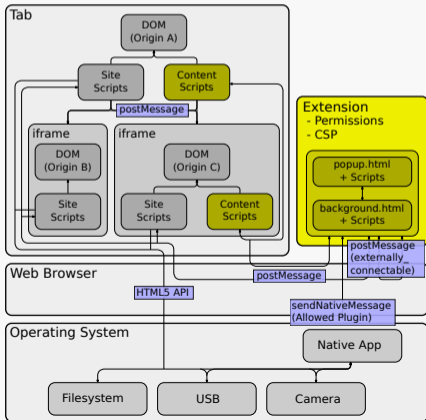 Tab
DOM
(Origin A)
Site
Scripts
Content
Scripts
postMessage
iframe
DOM
(Origin B)
Site
Scripts
iframe
DOM
(Origin C)
Site
Scripts
Content
Scripts
Extension
- Permissions
- CSP
popup.html
+ Scripts
background.html
+ Scripts
postMessage
(externally_
connectable)
Web Browser
postMessage
HTML5 API
sendNativeMessage
(Allowed Plugin)
Operating System
Native App
Filesystem
USB
Camera